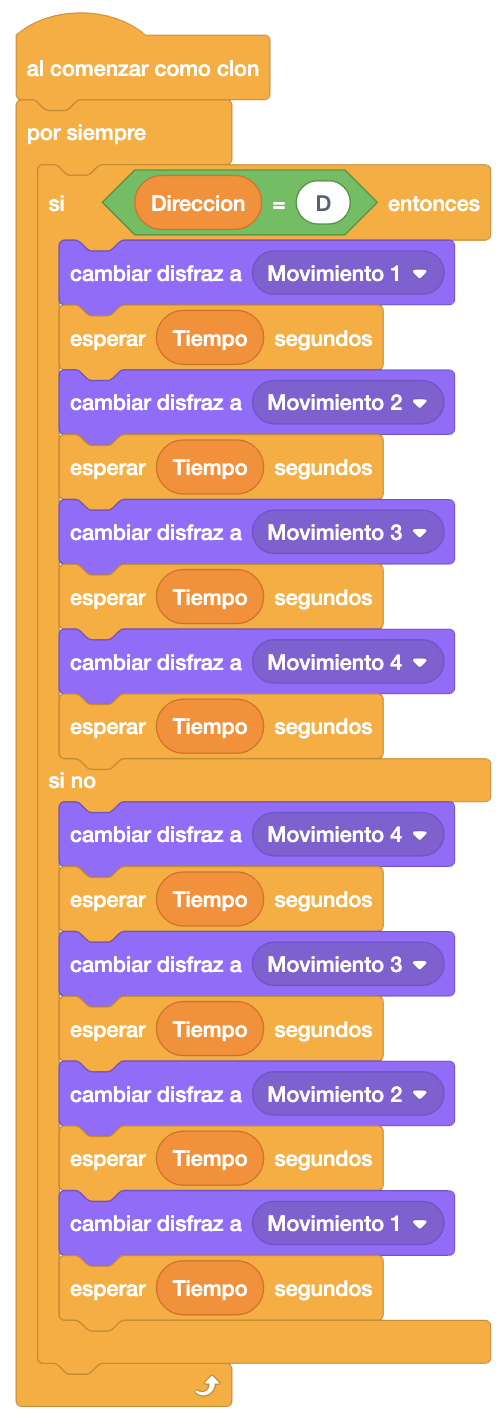 al comenzar como clon
por siempre
si Direccion = D entonces
cambiar disfraz a Movimiento 1
esperar Tiempo segundos
cambiar disfraz a Movimiento 2
esperar Tiempo segundos
cambiar disfraz a Movimiento 3
esperar Tiempo segundos
cambiar disfraz a Movimiento 4
esperar Tiempo segundos
si no
cambiar disfraz a Movimiento 4
esperar Tiempo segundos
cambiar disfraz a Movimiento 3
esperar Tiempo segundos
cambiar disfraz a Movimiento 2
esperar Tiempo segundos
cambiar disfraz a Movimiento 1
esperar Tiempo segundos